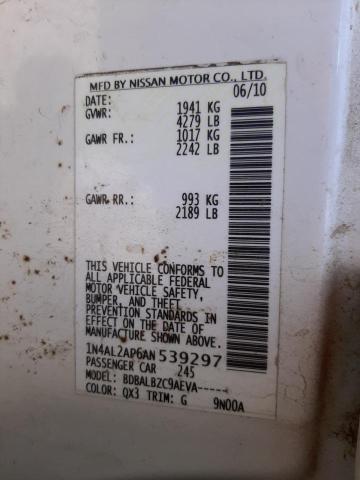 MFD BY NISSAN MOTOR CO., LTD.
DATE: 06/10
GVWR: 1941 KG
4279 LB
GAWR FR.: 1017 KG
2242 LB
GAWR RR.: 993 KG
2189 LB
THIS VEHICLE CONFORMS TO
ALL APPLICABLE FEDERAL
MOTOR VEHICLE SAFETY,
BUMPER, AND THEFT
PREVENTION STANDARDS IN
EFFECT ON THE DATE OF
MANUFACTURE SHOWN ABOVE.
1N4AL2AP6AN539297
PASSENGER CAR 245
MODEL: BDBALBZC9AEVA-----
COLOR: QX3 TRIM: G 9N00A